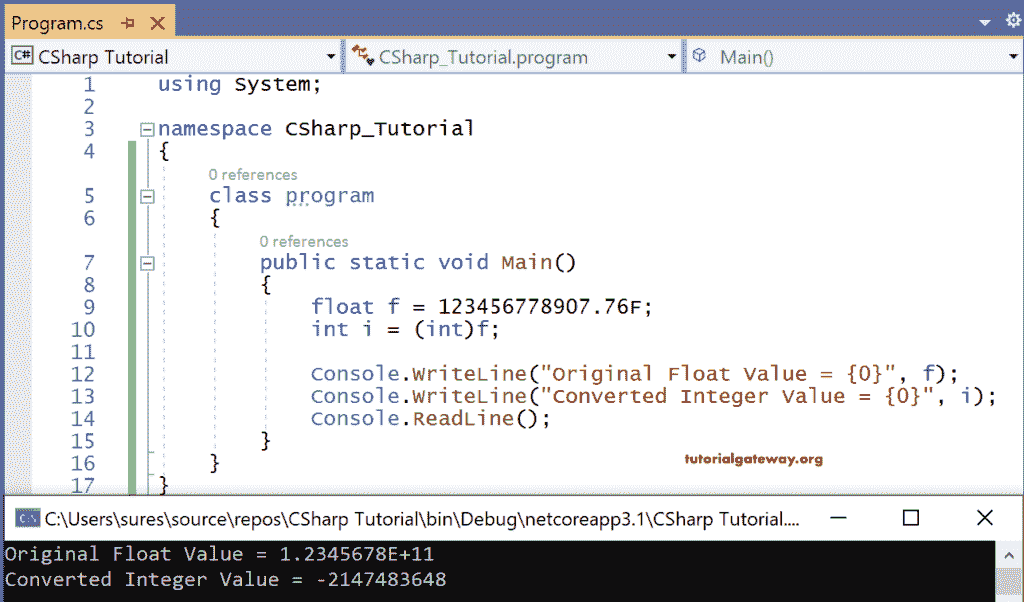 Program.cs
C# CSharp Tutorial CSharp_Tutorial.program Main()
1 using System;
2
3 namespace CSharp_Tutorial
4 {
0 references
5 class program
6 {
0 references
7 public static void Main()
8 {
9 float f = 123456778907.76F;
10 int i = (int)f;
11
12 Console.WriteLine("Original Float Value = {0}", f);
13 Console.WriteLine("Converted Integer Value = {0}", i);
14 Console.ReadLine();
15 }
16 }
17 }
tutorialgateway.org
C:\Users\sures\source\repos\CSharp Tutorial\bin\Debug\netcoreapp3.1\CSharp Tutorial....
Original Float Value = 1.2345678E+11
Converted Integer Value = -2147483648